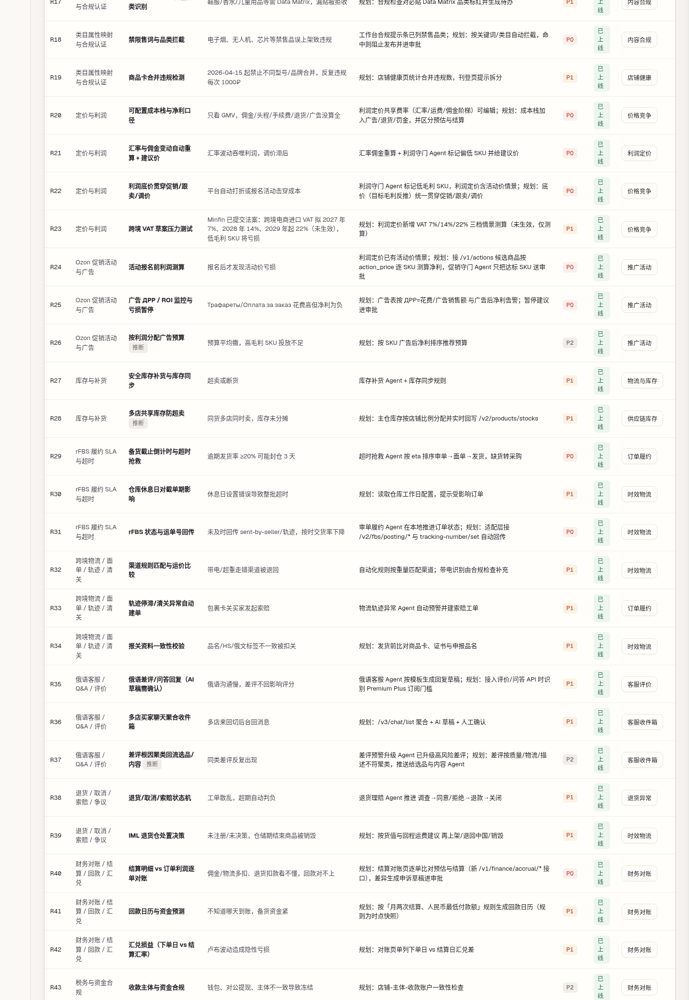 R17 与合规认证 类识别 鞋服/香水/儿童用品等需 Data Matrix，漏贴被拒收 规划：合规检查对必贴 Data Matrix 品类标红并生成待办 P1 上线 内容合规
R18 类目属性映射与合规认证 禁限售词与品类拦截 电子烟、无人机、芯片等禁售品误上架致违规 工作台合规提示条已列禁售品类；规划：按关键词/类目自动拦截，命中则阻止发布并进审批 P0 已上线 内容合规
R19 类目属性映射与合规认证 商品卡合并违规检测 2026-04-15 起禁止不同型号/品牌合并，反复违规每次 1000₽ 规划：店铺健康页统计合并违规数，刊登页提示拆分 P1 已上线 店铺健康
R20 定价与利润 可配置成本栈与净利口径 只看 GMV，佣金/头程/手续费/退货/广告没算全 利润定价共享费率（汇率/运费/佣金阶梯）可编辑；规划：成本栈加入广告/退货/罚金，并区分预估与结算 P0 已上线 价格竞争
R21 定价与利润 汇率与佣金变动自动重算 + 建议价 汇率波动吞噬利润，调价滞后 汇率佣金重算 + 利润守门 Agent 标记偏低 SKU 并给建议价 P0 已上线 利润定价
R22 定价与利润 利润底价贯穿促销/跟卖/调价 平台自动打折或报名活动击穿成本 利润守门 Agent 标记低毛利 SKU，利润定价含活动价情景；规划：底价（目标毛利反推）统一贯穿促销/跟卖/调价 P0 已上线 价格竞争
R23 定价与利润 跨境 VAT 草案压力测试 Minfin 已提交法案：跨境电商进口 VAT 拟 2027 年 7%、2028 年 14%、2029 年起 22%（未生效），低毛利 SKU 将亏损 规划：利润定价新增 VAT 7%/14%/22% 三档情景测算（未生效，仅测算） P1 已上线 价格竞争
R24 Ozon 促销活动与广告 活动报名前利润测算 报名后才发现活动价亏损 利润定价已有活动价情景；规划：接 /v1/actions 候选商品按 action_price 逐 SKU 测算净利，促销守门 Agent 只把达标 SKU 送审批 P0 已上线 推广活动
R25 Ozon 促销活动与广告 广告 ДРР / ROI 监控与亏损暂停 Трафареты/Оплата за заказ 花费高但净利为负 规划：广告表按 ДРР=花费/广告销售额 与广告后净利告警；暂停建议进审批 P0 已上线 推广活动
R26 Ozon 促销活动与广告 按利润分配广告预算 推断 预算平均撒，高毛利 SKU 投放不足 规划：按 SKU 广告后净利排序推荐预算 P2 已上线 推广活动
R27 库存与补货 安全库存补货与库存同步 超卖或断货 库存补货 Agent + 库存同步规则 P1 已上线 物流与库存
R28 库存与补货 多店共享库存防超卖 推断 同货多店同时卖，库存未分摊 规划：主仓库存按店铺比例分配并实时回写 /v2/products/stocks P1 已上线 供应链库存
R29 rFBS 履约 SLA 与超时 备货截止倒计时与超时抢救 逾期发货率 ≥20% 可能封仓 3 天 超时抢救 Agent 按 eta 排序审单→面单→发货，缺货转采购 P0 已上线 订单履约
R30 rFBS 履约 SLA 与超时 仓库休息日对截单期影响 休息日设置错误导致整批超时 规划：读取仓库工作日配置，提示受影响订单 P1 已上线 时效物流
R31 rFBS 履约 SLA 与超时 rFBS 状态与运单号回传 未及时回传 sent-by-seller/轨迹，按时交货率下降 审单履约 Agent 在本地推进订单状态；规划：适配层接 /v2/fbs/posting/* 与 tracking-number/set 自动回传 P0 已上线 时效物流
R32 跨境物流 / 面单 / 轨迹 / 清关 渠道规则匹配与运价比较 带电/超重走错渠道被退回 自动化规则按重量匹配渠道；带电识别由合规检查补充 P1 已上线 时效物流
R33 跨境物流 / 面单 / 轨迹 / 清关 轨迹停滞/清关异常自动建单 包裹卡关买家发起索赔 物流轨迹异常 Agent 自动预警并建索赔工单 P1 已上线 订单履约
R34 跨境物流 / 面单 / 轨迹 / 清关 报关资料一致性校验 品名/HS/俄文标签不一致被扣关 规划：发货前比对商品卡、证书与申报品名 P1 已上线 时效物流
R35 俄语客服 / Q&A / 评价 俄语差评/问答回复（AI 草稿需确认） 俄语沟通慢，差评不回影响评分 俄语客服 Agent 按模板生成回复草稿；规划：接入评价/问答 API 时识别 Premium Plus 订阅门槛 P1 已上线 客服评价
R36 俄语客服 / Q&A / 评价 多店买家聊天聚合收件箱 多店来回切后台回消息 规划：/v3/chat/list 聚合 + AI 草稿 + 人工确认 P1 已上线 客服收件箱
R37 俄语客服 / Q&A / 评价 差评根因聚类回流选品/内容 推断 同类差评反复出现 差评预警升级 Agent 已升级高风险差评；规划：差评按质量/物流/描述不符聚类，推送给选品与内容 Agent P2 已上线 客服收件箱
R38 退货 / 取消 / 索赔 / 争议 退货/取消/索赔状态机 工单散乱，超期自动判负 退货理赔 Agent 推进 调查→同意/拒绝→退款→关闭 P1 已上线 退货异常
R39 退货 / 取消 / 索赔 / 争议 IML 退货仓处置决策 未注册/未决策，仓储期结束商品被销毁 规划：按货值与回程运费建议 再上架/退回中国/销毁 P1 已上线 时效物流
R40 财务对账 / 结算 / 回款 / 汇兑 结算明细 vs 订单利润逐单对账 佣金/物流多扣、退货扣款看不懂，回款对不上 规划：结算对账页逐单比对预估与结算（新 /v1/finance/accrual/* 接口），差异生成申诉草稿进审批 P0 已上线 财务对账
R41 财务对账 / 结算 / 回款 / 汇兑 回款日历与资金预测 不知道哪天到账，备货资金紧 规划：按「月两次结算、人民币最低付款额」规则生成回款日历（规则为时点快照） P1 已上线 财务对账
R42 财务对账 / 结算 / 回款 / 汇兑 汇兑损益（下单日 vs 结算汇率） 卢布波动造成隐性亏损 规划：对账页单列下单日 vs 结算日汇兑差 P1 已上线 财务对账
R43 税务与资金合规 收款主体与资金合规 钱包、对公提现、主体不一致导致冻结 规划：店铺-主体-收款账户一致性检查 P2 已上线 财务对账